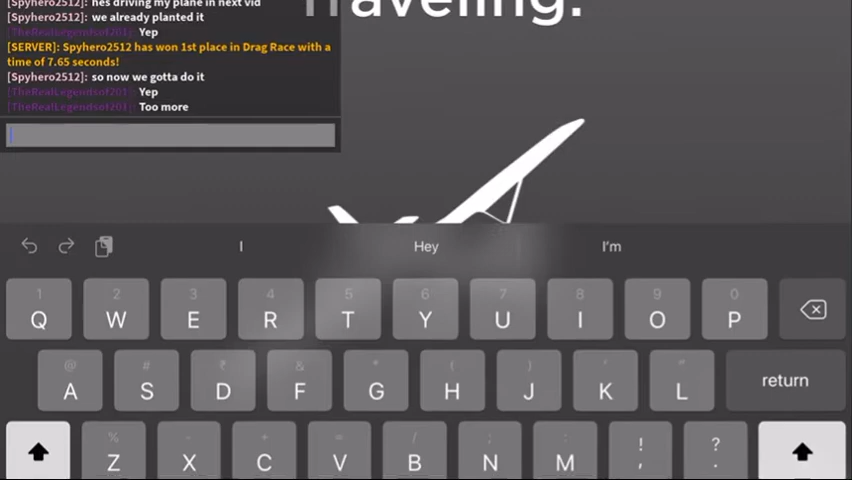 Traveling.
[Spyhero2512]: hes driving my plane in next vid
[Spyhero2512]: we already planted it
[TheRealLegendsof201]: Yep
[SERVER]: Spyhero2512 has won 1st place in Drag Race with a
time of 7.65 seconds!
[Spyhero2512]: so now we gotta do it
[TheRealLegendsof201]: Yep
[TheRealLegendsof201]: Too more
I Hey I'm
1 2 3 4 5 6 7 8 9 0
Q W E R T Y U I O P
@ # ₹ & * ( ) ' "
A S D F G H J K L return
% - + = / ; : ! ?
Z X C V B N M , .